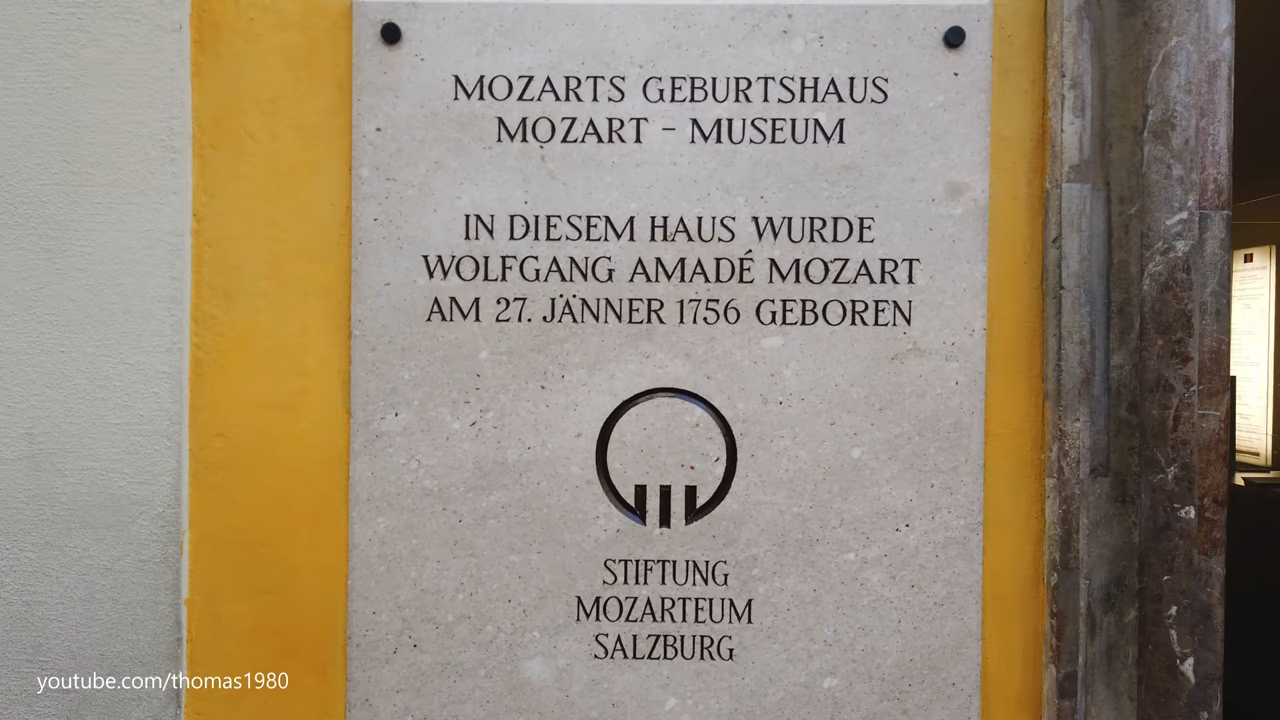 MOZARTS GEBURTSHAUS
MOZART – MUSEUM
IN DIESEM HAUS WURDE
WOLFGANG AMADÉ MOZART
AM 27. JÄNNER 1756 GEBOREN
STIFTUNG
MOZARTEUM
SALZBURG
youtube.com/thomas1980